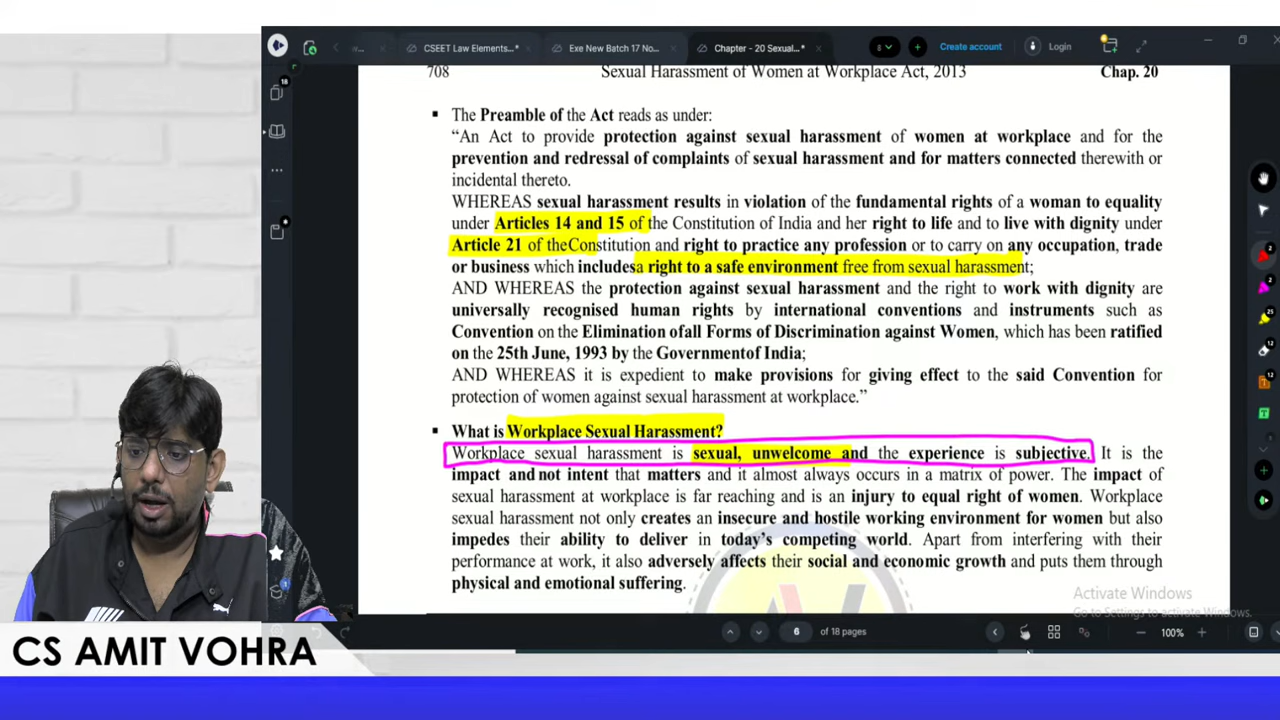 CSEET Law Elements...*
Exe New Batch 17 No...
Chapter - 20 Sexual...*
8
Create account
Login
18
708 Sexual Harassment of Women at Workplace Act, 2013 Chap. 20
▪ The Preamble of the Act reads as under:
“An Act to provide protection against sexual harassment of women at workplace and for the
prevention and redressal of complaints of sexual harassment and for matters connected therewith or
incidental thereto.
WHEREAS sexual harassment results in violation of the fundamental rights of a woman to equality
under Articles 14 and 15 of the Constitution of India and her right to life and to live with dignity under
Article 21 of theConstitution and right to practice any profession or to carry on any occupation, trade
or business which includesa right to a safe environment free from sexual harassment;
AND WHEREAS the protection against sexual harassment and the right to work with dignity are
universally recognised human rights by international conventions and instruments such as
Convention on the Elimination ofall Forms of Discrimination against Women, which has been ratified
on the 25th June, 1993 by the Governmentof India;
AND WHEREAS it is expedient to make provisions for giving effect to the said Convention for
protection of women against sexual harassment at workplace.”
▪ What is Workplace Sexual Harassment?
Workplace sexual harassment is sexual, unwelcome and the experience is subjective. It is the
impact and not intent that matters and it almost always occurs in a matrix of power. The impact of
sexual harassment at workplace is far reaching and is an injury to equal right of women. Workplace
sexual harassment not only creates an insecure and hostile working environment for women but also
impedes their ability to deliver in today’s competing world. Apart from interfering with their
performance at work, it also adversely affects their social and economic growth and puts them through
physical and emotional suffering.
Activate Windows
Go to Settings to activate Windows.
6 of 18 pages
100%
CS AMIT VOHRA